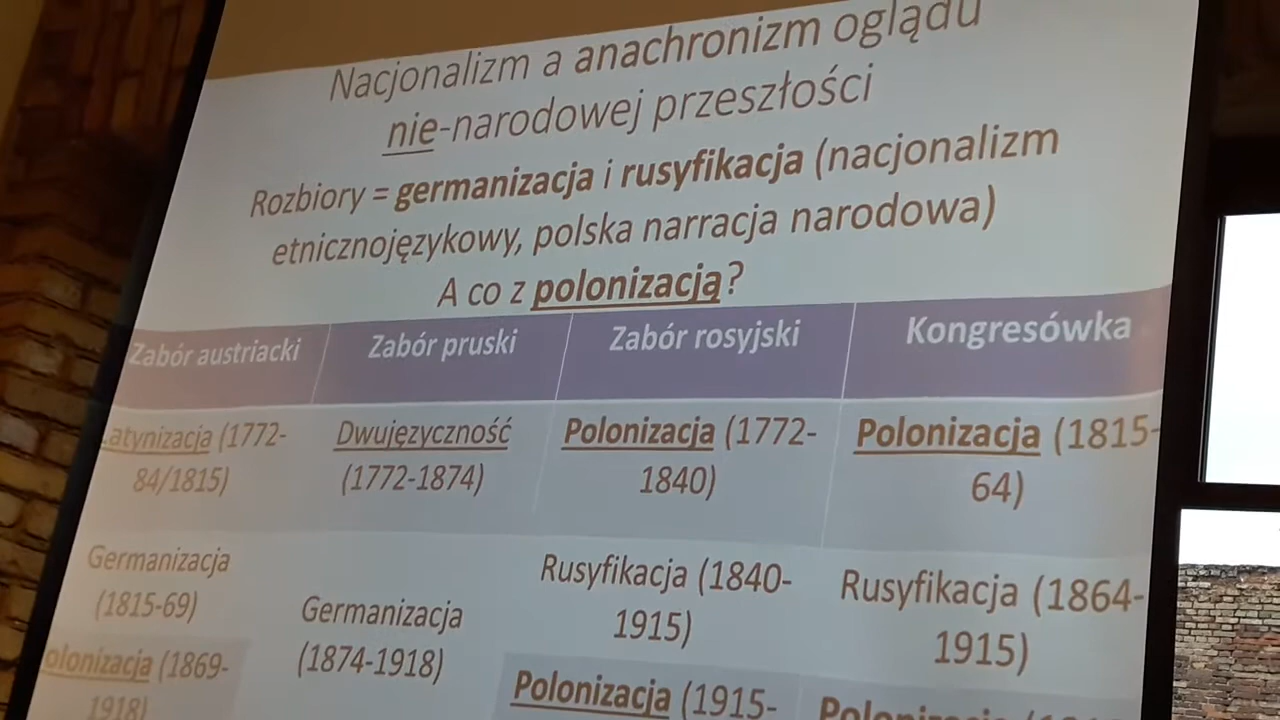 Nacjonalizm a anachronizm oglądu
nie-narodowej przeszłości
Rozbiory = germanizacja i rusyfikacja (nacjonalizm
etnicznojęzykowy, polska narracja narodowa)
A co z polonizacją?
Zabór austriacki Zabór pruski Zabór rosyjski Kongresówka
Latynizacja (1772-
84/1815)
Dwujęzyczność
(1772-1874)
Polonizacja (1772-
1840)
Polonizacja (1815-
64)
Germanizacja
(1815-69)
Germanizacja
(1874-1918)
Rusyfikacja (1840-
1915)
Rusyfikacja (1864-
1915)
olonizacja (1869-
1918)
Polonizacja (1915-
Polonizacja